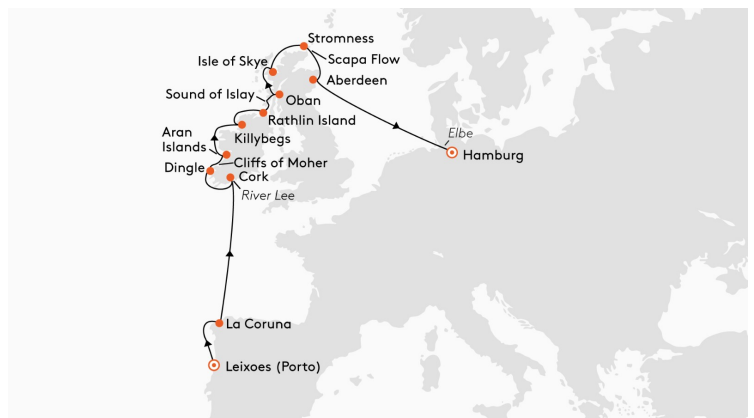 Stromness
Isle of Skye
Scapa Flow
Aberdeen
Sound of Islay
Oban
Rathlin Island
Elbe
Aran
Islands
Killybegs
Hamburg
Cliffs of Moher
Dingle
Cork
River Lee
La Coruna
Leixoes (Porto)